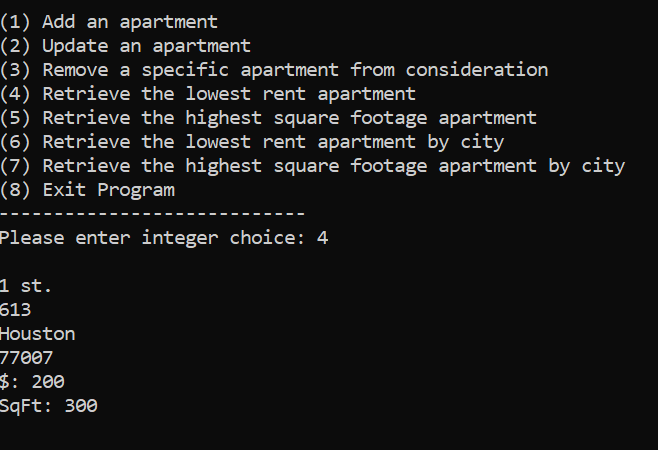 (1) Add an apartment
(2) Update an apartment
(3) Remove a specific apartment from consideration
(4) Retrieve the lowest rent apartment
(5) Retrieve the highest square footage apartment
(6) Retrieve the lowest rent apartment by city
(7) Retrieve the highest square footage apartment by city
(8) Exit Program
----------------------------
Please enter integer choice: 4
1 st.
613
Houston
77007
$: 200
SqFt: 300